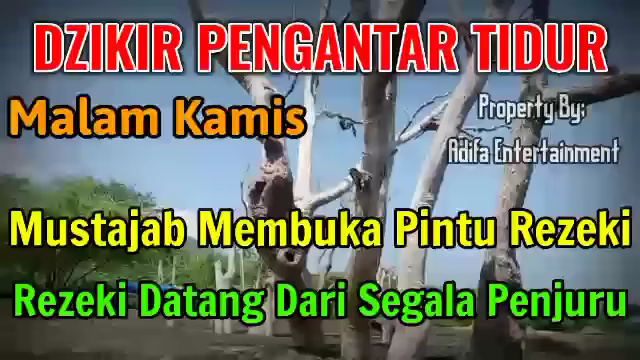 DZIKIR PENGANTAR TIDUR
Malam Kamis
Property By:
Adifa Entertainment
Mustajab Membuka Pintu Rezeki
Rezeki Datang Dari Segala Penjuru